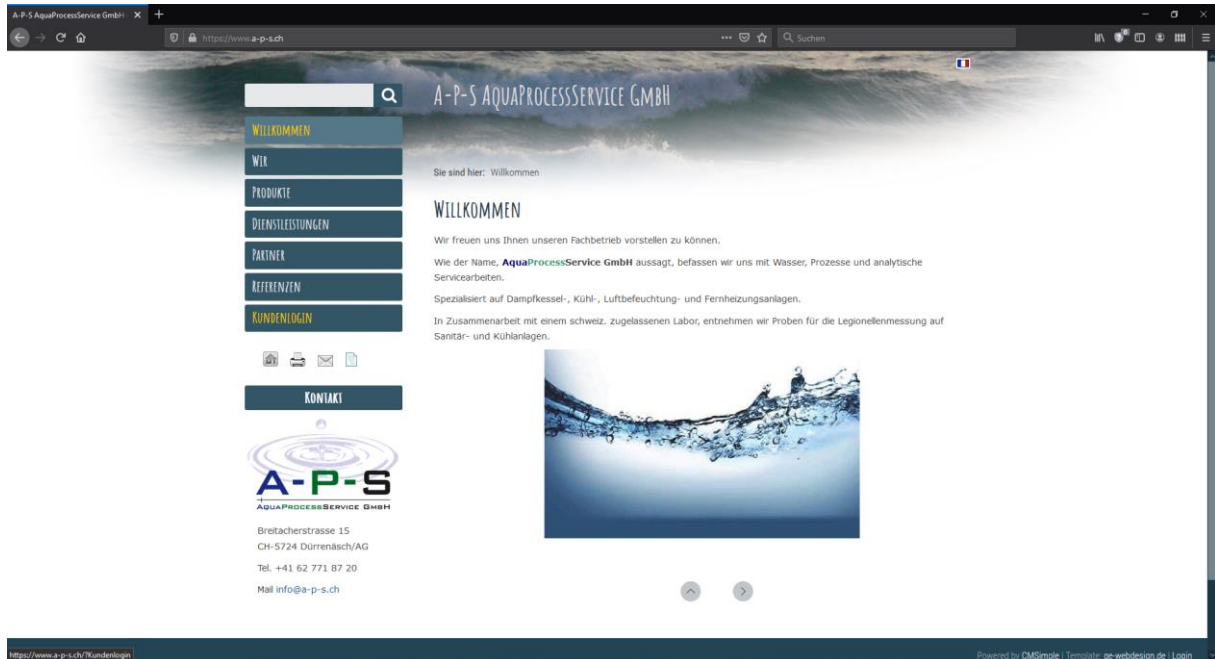 A-P-S AquaProcessService GmbH
https://www.a-p-s.ch
Suchen
A-P-S AquaProcessService GmbH
Willkommen
Wir
Produkte
Dienstleistungen
Partner
Referenzen
Kundenlogin
Kontakt
A-P-S
AquaProcessService GmbH
Breitacherstrasse 15
CH-5724 Dürrenäsch/AG
Tel. +41 62 771 87 20
Mail info@a-p-s.ch
Sie sind hier: Willkommen
Willkommen
Wir freuen uns Ihnen unseren Fachbetrieb vorstellen zu können.
Wie der Name, AquaProcessService GmbH aussagt, befassen wir uns mit Wasser, Prozesse und analytische
Servicearbeiten.
Spezialisiert auf Dampfkessel-, Kühl-, Luftbefeuchtung- und Fernheizungsanlagen.
In Zusammenarbeit mit einem schweiz. zugelassenen Labor, entnehmen wir Proben für die Legionellenmessung auf
Sanitär- und Kühlanlagen.
https://www.a-p-s.ch/?Kundenlogin
Powered by CMSimple | Template: ge-webdesign.de | Login